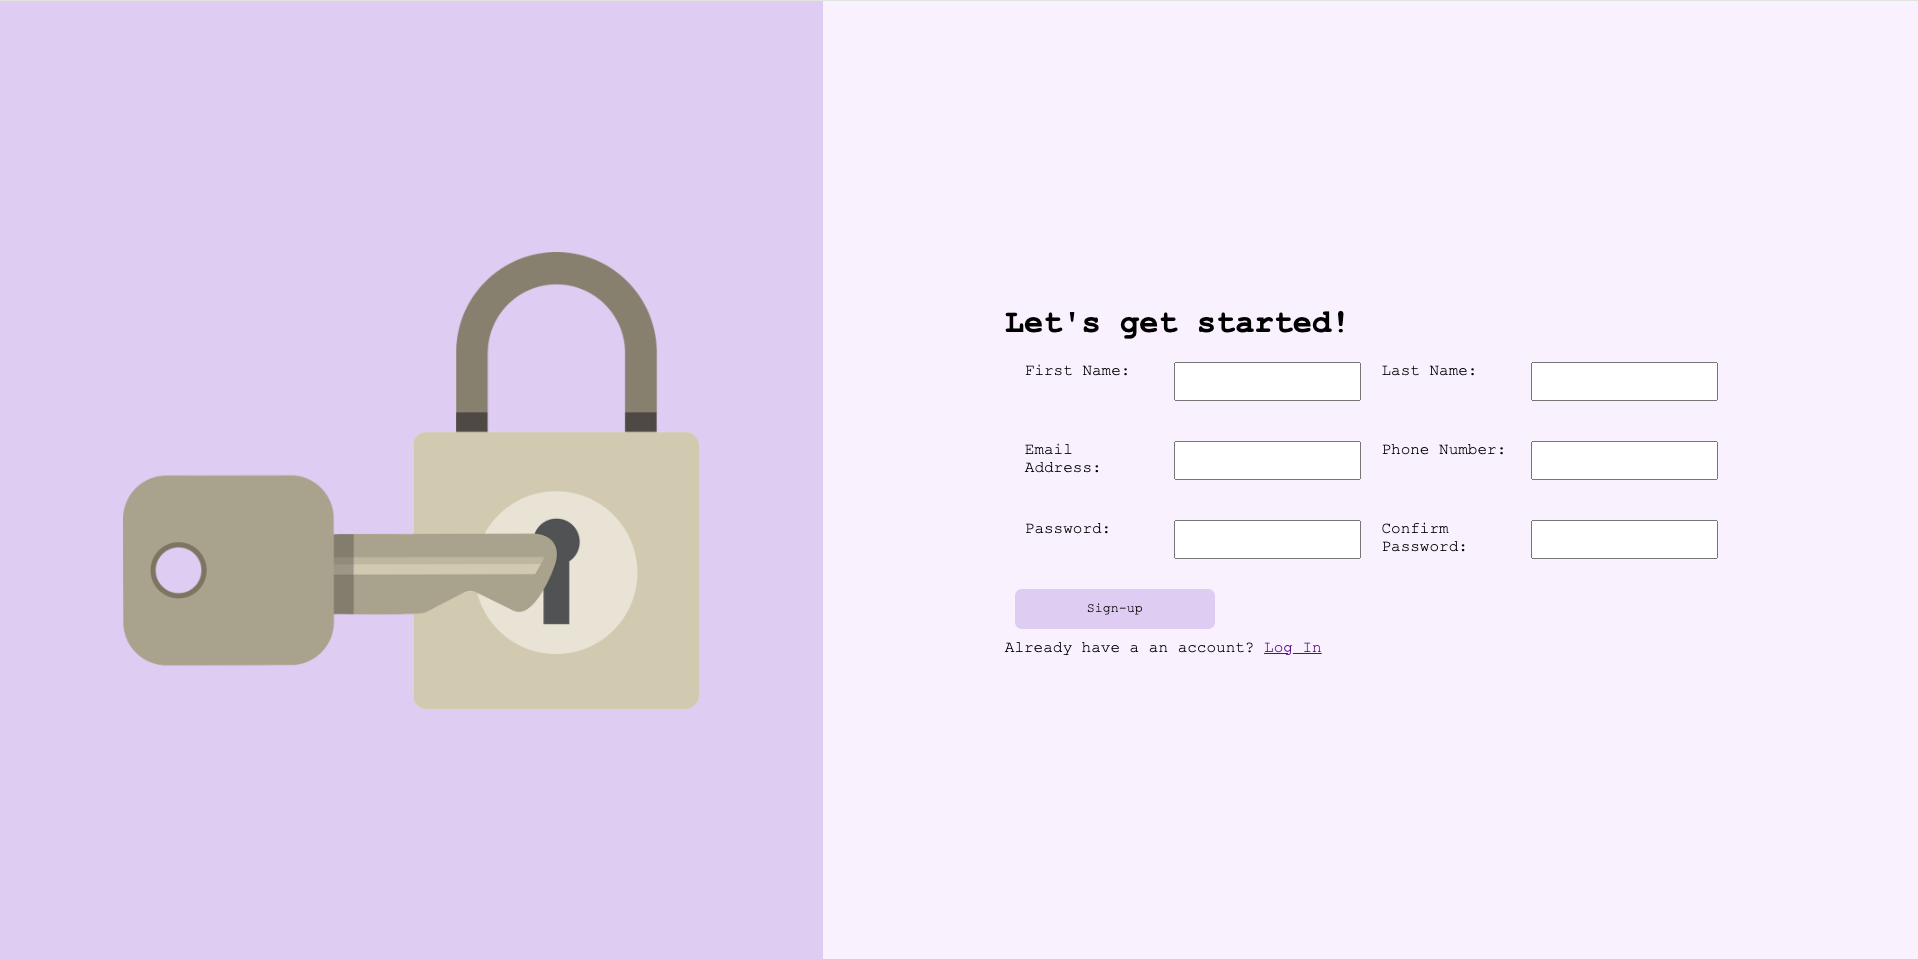 Let's get started!
First Name:
Last Name:
Email
Address:
Phone Number:
Password:
Confirm
Password:
Sign-up
Already have a an account? Log In